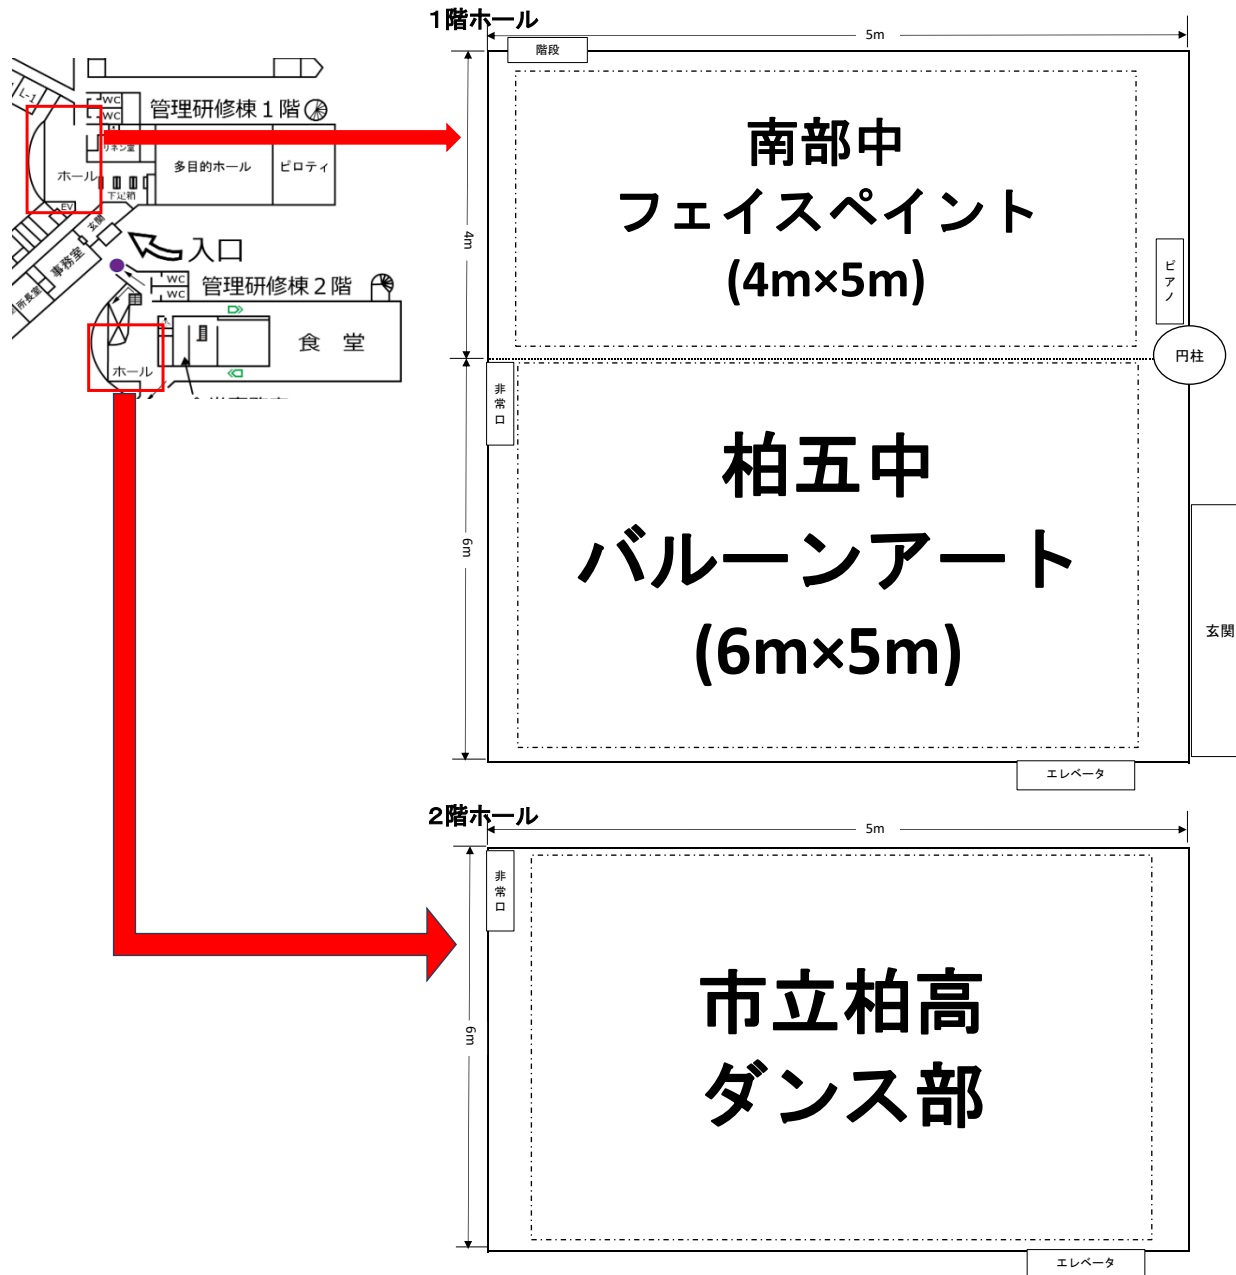 1階ホール
5m
階段
L-1
WC
WC
管理研修棟1階
リネン室
多目的ホール
ピロティ
ホール
下足箱
EV
玄関
入口
事務室
所長室
WC
WC
管理研修棟2階
食堂
ホール
4m
南部中
フェイスペイント
(4m×5m)
ピアノ
円柱
非常口
6m
柏五中
バルーンアート
(6m×5m)
玄関
エレベータ
2階ホール
5m
非常口
6m
市立柏高
ダンス部
エレベータ